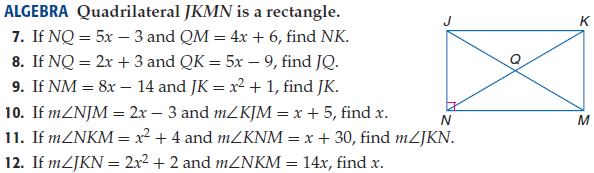 ALGEBRA Quadrilateral JKMN is a rectangle.
7. If NQ = 5x − 3 and QM = 4x + 6, find NK.
8. If NQ = 2x + 3 and QK = 5x − 9, find JQ.
9. If NM = 8x − 14 and JK = x² + 1, find JK.
10. If m∠NJM = 2x − 3 and m∠KJM = x + 5, find x.
11. If m∠NKM = x² + 4 and m∠KNM = x + 30, find m∠JKN.
12. If m∠JKN = 2x² + 2 and m∠NKM = 14x, find x.
J K
Q
N M